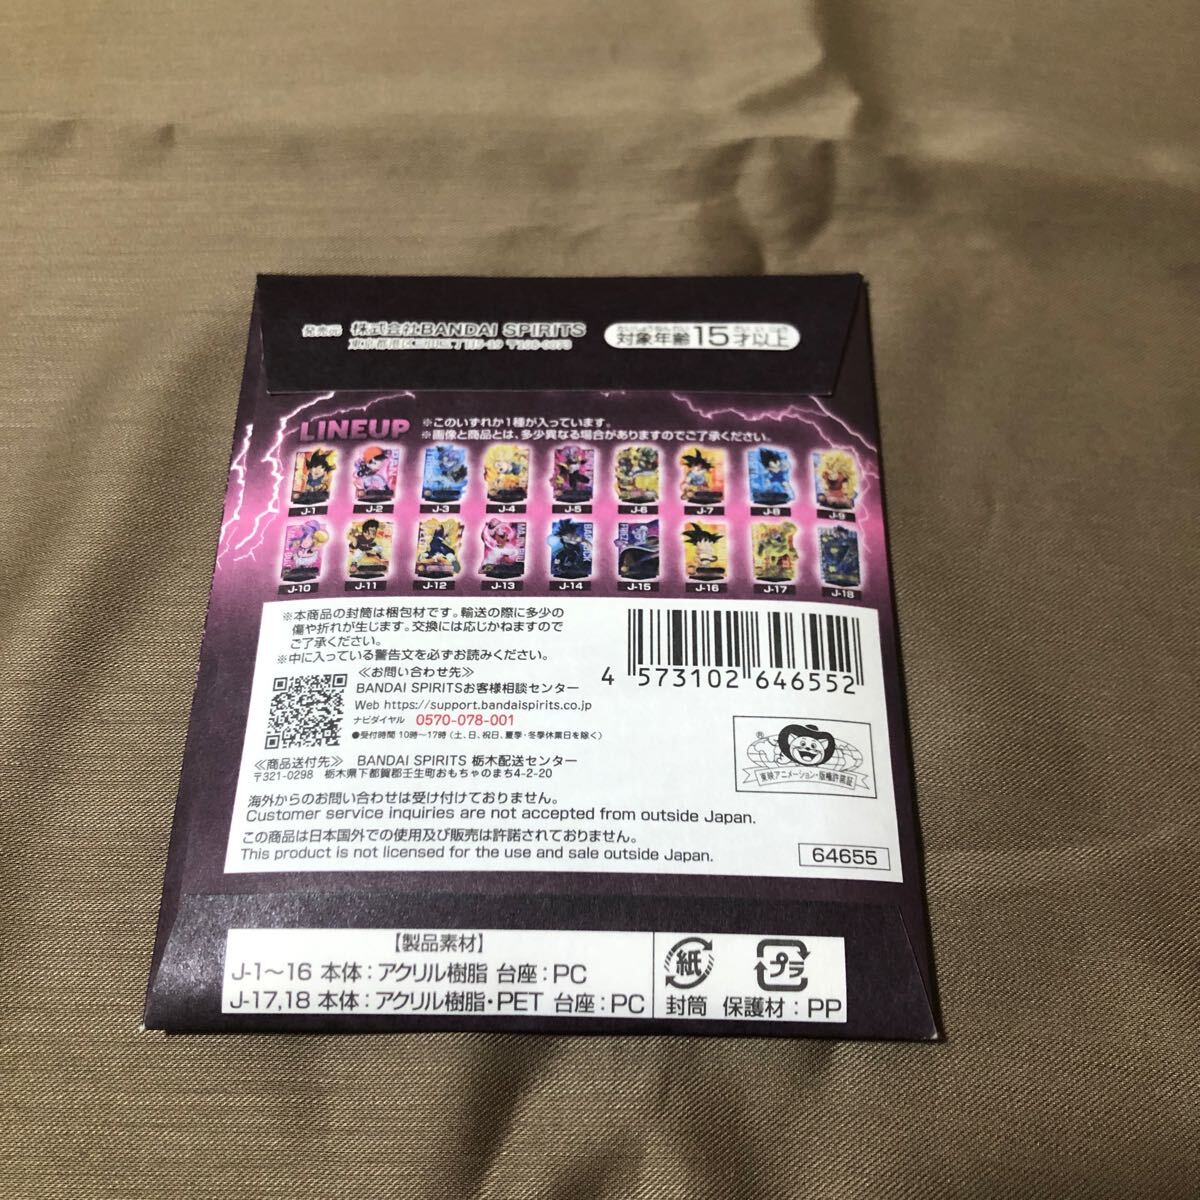 発売元 株式会社BANDAI SPIRITS
対象年齢15才以上
LINEUP
※このいずれか1種が入っています。
※画像と商品とは、多少異なる場合がありますのでご了承ください。
J-1 J-2 J-3 J-4 J-5 J-6 J-7 J-8 J-9
J-10 J-11 J-12 J-13 J-14 J-15 J-16 J-17 J-18
※本商品の封筒は梱包材です。輸送の際に多少の
傷や折れが生じます。交換には応じかねますので
ご了承ください。
※中に入っている警告文を必ずお読みください。
≪お問い合わせ先≫
BANDAI SPIRITSお客様相談センター
Web https://support.bandaispirits.co.jp
ナビダイヤル 0570-078-001
●受付時間 10時〜17時(土、日、祝日、夏季・冬季休業日を除く)
≪商品送付先≫ BANDAI SPIRITS 栃木配送センター
〒321-0298 栃木県下都賀郡壬生町おもちゃのまち4-2-20
4 573102 646552
®
東映アニメーション・版権許諾証
海外からのお問い合わせは受け付けておりません。
Customer service inquiries are not accepted from outside Japan.
この商品は日本国外での使用及び販売は許諾されておりません。
This product is not licensed for the use and sale outside Japan.
64655
【製品素材】
J-1〜16 本体：アクリル樹脂 台座：PC
J-17,18 本体：アクリル樹脂・PET 台座：PC
紙
封筒
プラ
保護材：PP